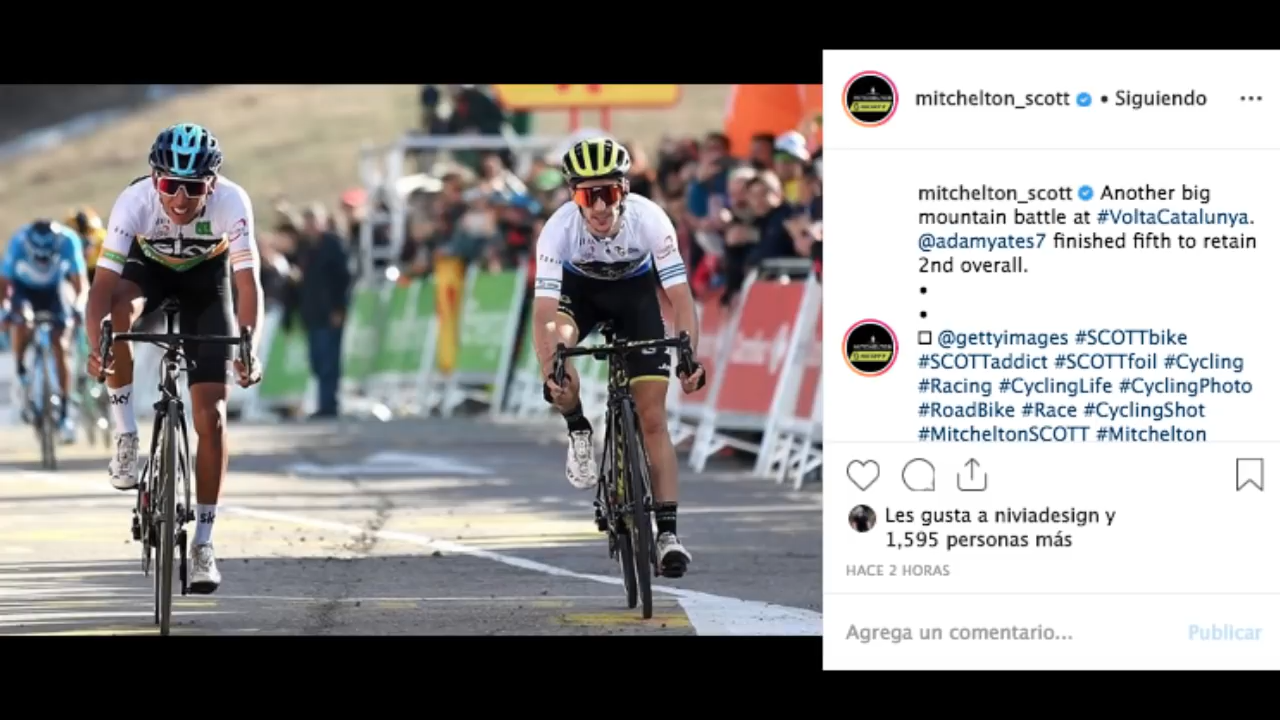 mitchelton_scott • Siguiendo
mitchelton_scott Another big
mountain battle at #VoltaCatalunya.
@adamyates7 finished fifth to retain
2nd overall.
•
•
□ @gettyimages #SCOTTbike
#SCOTTaddict #SCOTTfoil #Cycling
#Racing #CyclingLife #CyclingPhoto
#RoadBike #Race #CyclingShot
#MitcheltonSCOTT #Mitchelton
Les gusta a niviadesign y
1,595 personas más
HACE 2 HORAS
Agrega un comentario... Publicar
SKY
SKY